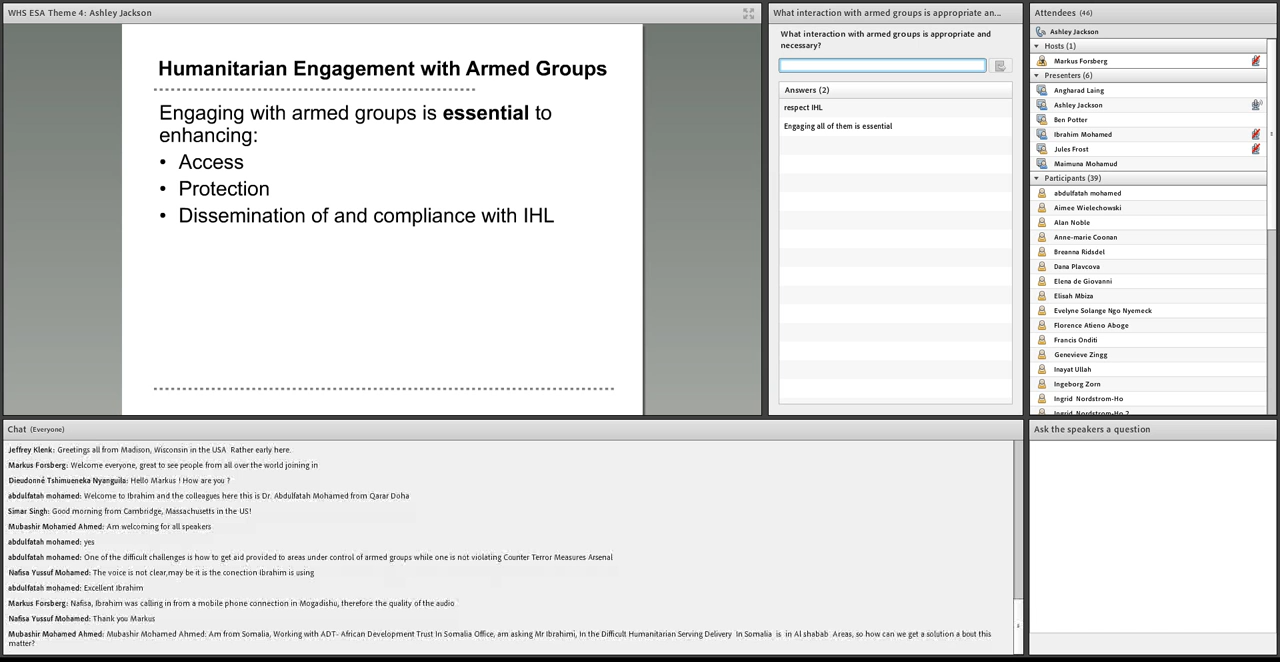 WHS ESA Theme 4: Ashley Jackson
Humanitarian Engagement with Armed Groups
Engaging with armed groups is essential to
enhancing:
• Access
• Protection
• Dissemination of and compliance with IHL
What interaction with armed groups is appropriate an...
What interaction with armed groups is appropriate and
necessary?
Answers (2)
respect IHL
Engaging all of them is essential
Attendees (46)
Ashley Jackson
Hosts (1)
Markus Forsberg
Presenters (6)
Angharad Laing
Ashley Jackson
Ben Potter
Ibrahim Mohamed
Jules Frost
Maimuna Mohamud
Participants (39)
abdulfatah mohamed
Aimee Wielechowski
Alan Noble
Anne-marie Coonan
Breanna Ridsdel
Dana Plavcova
Elena de Giovanni
Elisah Mbiza
Evelyne Solange Ngo Nyemeck
Florence Atieno Aboge
Francis Onditi
Genevieve Zingg
Inayat Ullah
Ingeborg Zorn
Ingrid Nordstrom-Ho
Ingrid Nordstrom-Ho 2
Chat (Everyone)
Jeffrey Klenk: Greetings all from Madison, Wisconsin in the USA Rather early here.
Markus Forsberg: Welcome everyone, great to see people from all over the world joining in
Dieudonné Tshimueneka Nyanguila: Hello Markus ! How are you ?
abdulfatah mohamed: Welcome to Ibrahim and the colleagues here this is Dr. Abdulfatah Mohamed from Qarar Doha
Simar Singh: Good morning from Cambridge, Massachusetts in the US!
Mubashir Mohamed Ahmed: Am welcoming for all speakers
abdulfatah mohamed: yes
abdulfatah mohamed: One of the difficult challenges is how to get aid provided to areas under control of armed groups while one is not violating Counter Terror Measures Arsenal
Nafisa Yussuf Mohamed: The voice is not clear,may be it is the conection Ibrahim is using
abdulfatah mohamed: Excellent Ibrahim
Markus Forsberg: Nafisa, Ibrahim was calling in from a mobile phone connection in Mogadishu, therefore the quality of the audio
Nafisa Yussuf Mohamed: Thank you Markus
Mubashir Mohamed Ahmed: Mubashir Mohamed Ahmed: Am from Somalia, Working with ADT- African Development Trust In Somalia Office, am asking Mr Ibrahimi, In the Difficult Humanitarian Serving Delivery In Somalia is in Al shabab Areas, so how can we get a solution a bout this
matter?
Ask the speakers a question